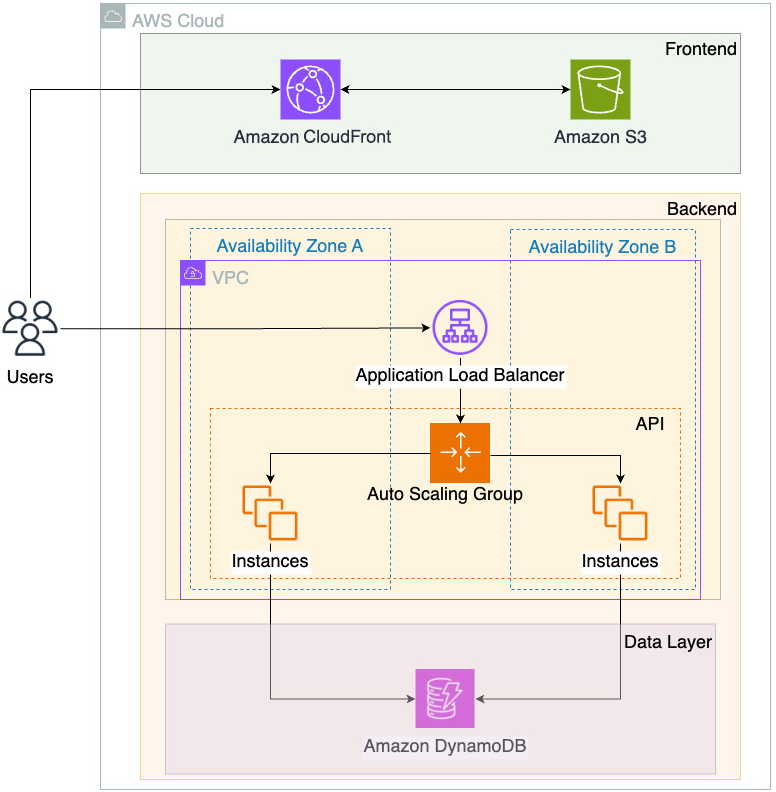 AWS Cloud
Frontend
Amazon CloudFront
Amazon S3
Backend
Availability Zone A
Availability Zone B
VPC
Users
Application Load Balancer
API
Auto Scaling Group
Instances
Instances
Data Layer
Amazon DynamoDB